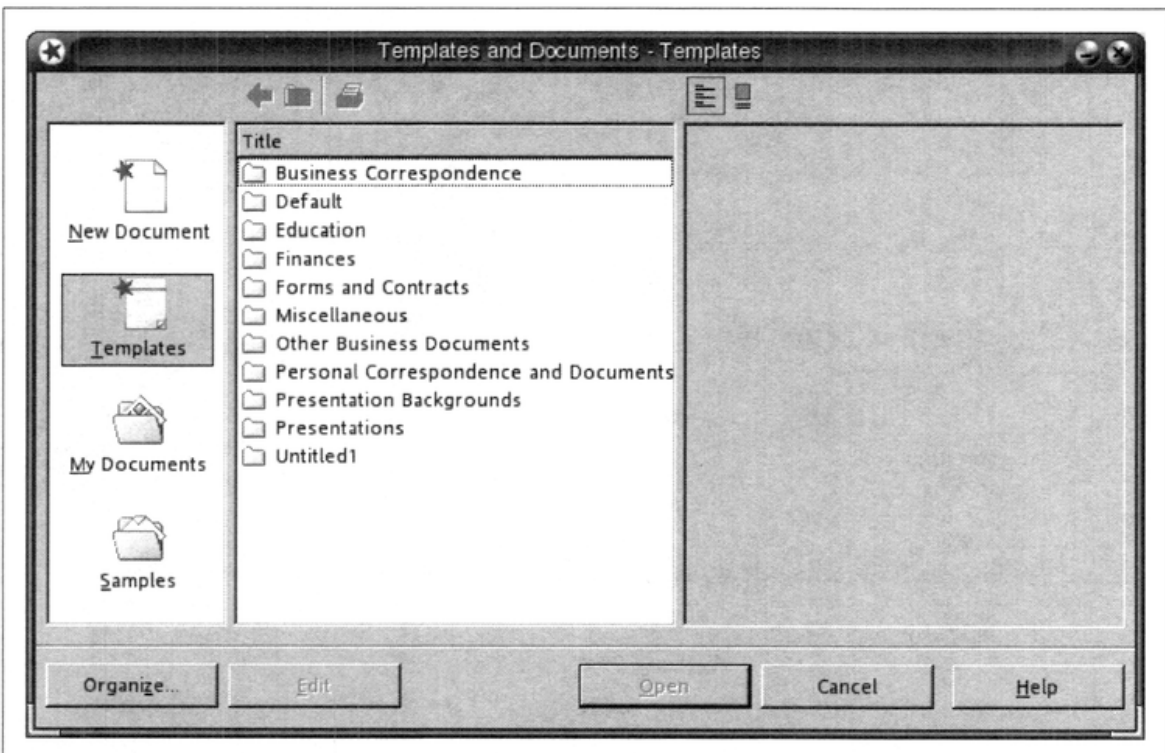 Templates and Documents - Templates
Title
New Document
Templates
My Documents
Samples
Business Correspondence
Default
Education
Finances
Forms and Contracts
Miscellaneous
Other Business Documents
Personal Correspondence and Documents
Presentation Backgrounds
Presentations
Untitled1
Organize...
Edit
Open
Cancel
Help